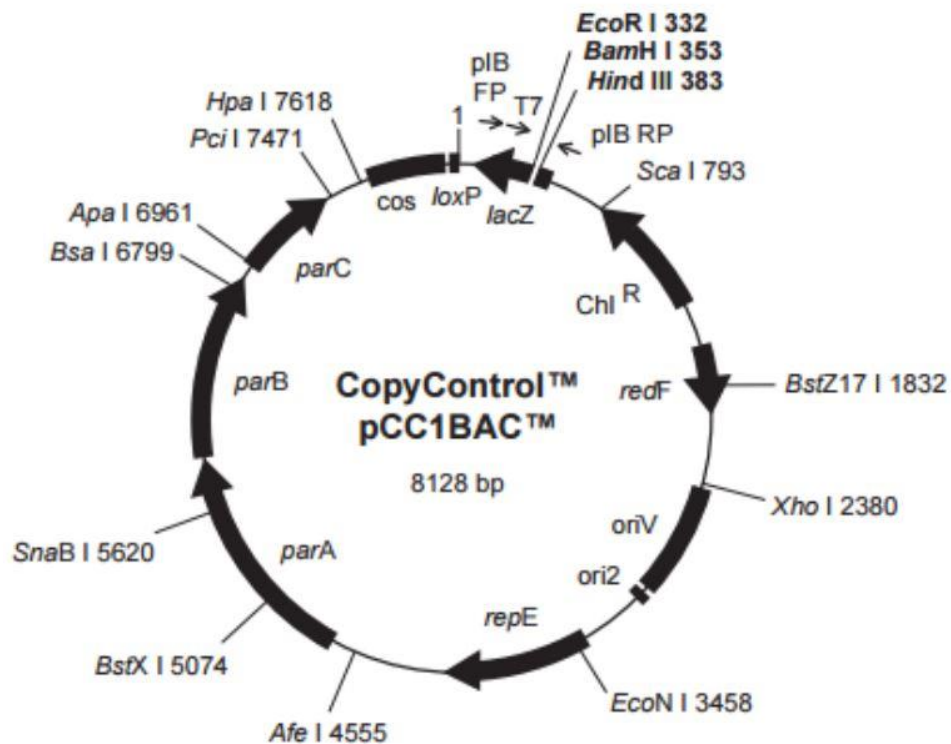 EcoR I 332
BamH I 353
Hind III 383
pIB
FP
T7
1
pIB RP
Hpa I 7618
Pci I 7471
Sca I 793
cos
loxP
lacZ
Apa I 6961
Bsa I 6799
parC
Chl R
parB
CopyControl™
pCC1BAC™
8128 bp
redF
BstZ17 I 1832
Xho I 2380
oriV
ori2
SnaB I 5620
parA
repE
BstX I 5074
Afe I 4555
EcoN I 3458